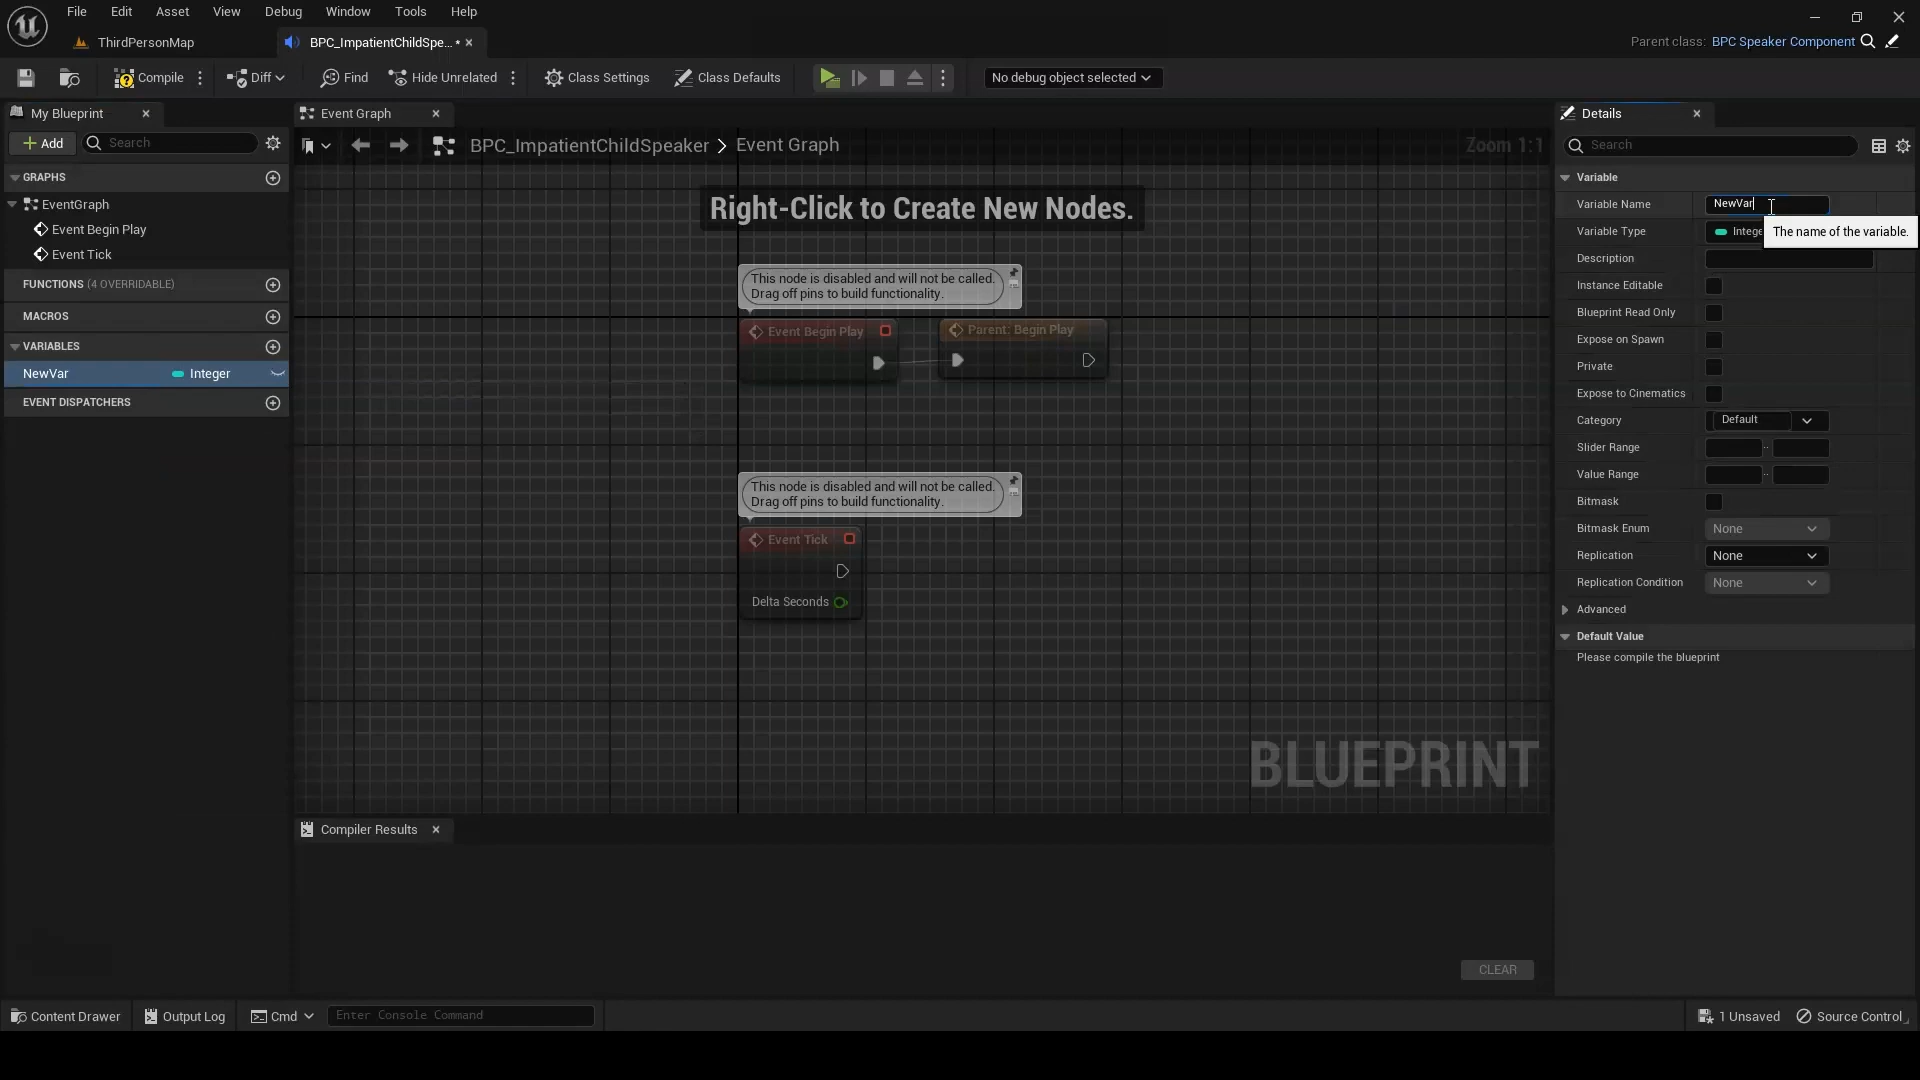 File Edit Asset View Debug Window Tools Help
ThirdPersonMap
BPC_ImpatientChildSpe... *
Parent class: BPC Speaker Component
Compile
Diff
Find
Hide Unrelated
Class Settings
Class Defaults
No debug object selected
My Blueprint
Add
Search
GRAPHS
EventGraph
Event Begin Play
Event Tick
FUNCTIONS (4 OVERRIDABLE)
MACROS
VARIABLES
NewVar Integer
EVENT DISPATCHERS
Event Graph
BPC_ImpatientChildSpeaker > Event Graph
Zoom 1:1
Right-Click to Create New Nodes.
This node is disabled and will not be called.
Drag off pins to build functionality.
Event Begin Play
Parent: Begin Play
This node is disabled and will not be called.
Drag off pins to build functionality.
Event Tick
Delta Seconds
BLUEPRINT
Compiler Results
CLEAR
Details
Search
Variable
Variable Name NewVar
Variable Type Intege
The name of the variable.
Description
Instance Editable
Blueprint Read Only
Expose on Spawn
Private
Expose to Cinematics
Category Default
Slider Range
Value Range
Bitmask
Bitmask Enum None
Replication None
Replication Condition None
Advanced
Default Value
Please compile the blueprint
Content Drawer
Output Log
Cmd
Enter Console Command
1 Unsaved
Source Control